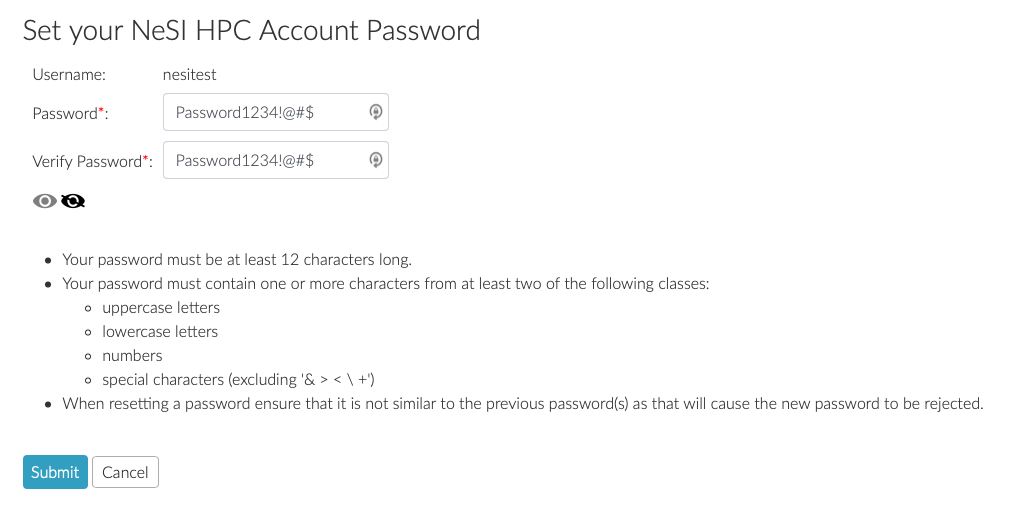 Set your NeSI HPC Account Password
Username: nesitest
Password*: Password1234!@#$
Verify Password*: Password1234!@#$
Your password must be at least 12 characters long.
Your password must contain one or more characters from at least two of the following classes:
uppercase letters
lowercase letters
numbers
special characters (excluding '& > < \ +')
When resetting a password ensure that it is not similar to the previous password(s) as that will cause the new password to be rejected.
Submit Cancel